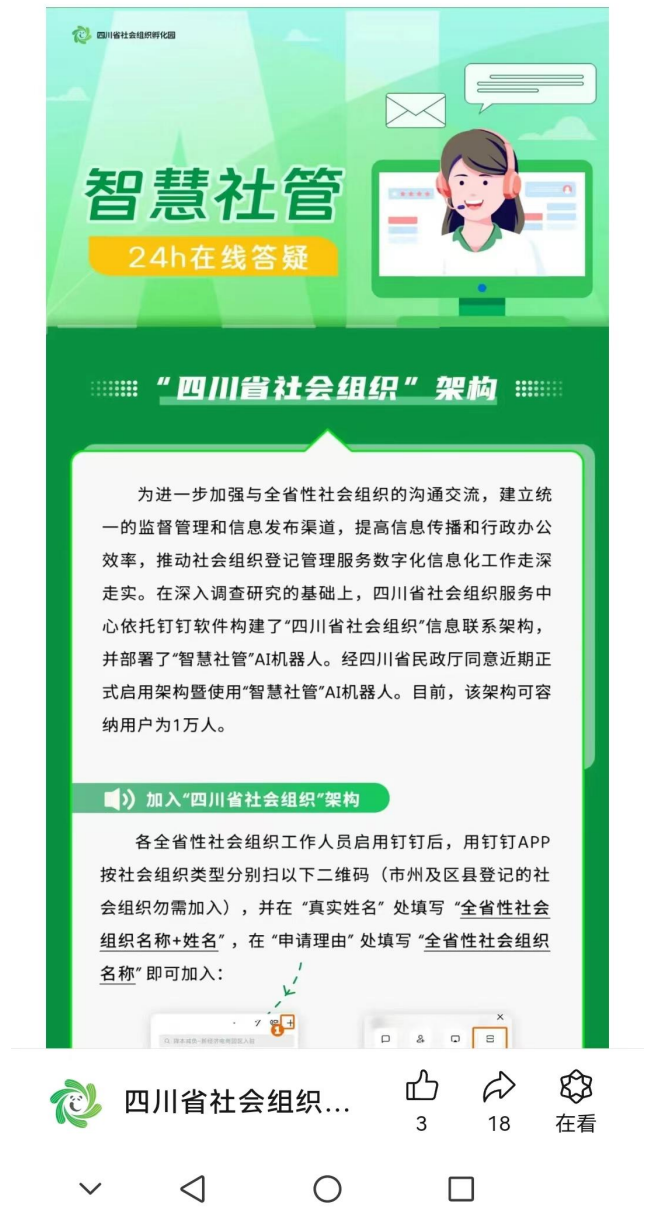 四川省社会组织孵化园
智慧社管
24h在线答疑
“四川省社会组织”架构
为进一步加强与全省性社会组织的沟通交流，建立统
一的监督管理和信息发布渠道，提高信息传播和行政办公
效率，推动社会组织登记管理服务数字化信息化工作走深
走实。在深入调查研究的基础上，四川省社会组织服务中
心依托钉钉软件构建了“四川省社会组织”信息联系架构，
并部署了“智慧社管”AI机器人。经四川省民政厅同意近期正
式启用架构暨使用“智慧社管”AI机器人。目前，该架构可容
纳用户为1万人。
加入“四川省社会组织”架构
各全省性社会组织工作人员启用钉钉后，用钉钉APP
按社会组织类型分别扫以下二维码（市州及区县登记的社
会组织勿需加入），并在 “真实姓名” 处填写 “全省性社会
组织名称+姓名” ，在 “申请理由” 处填写 “全省性社会组织
名称” 即可加入：
1
四川省社会组织...
3
18
在看